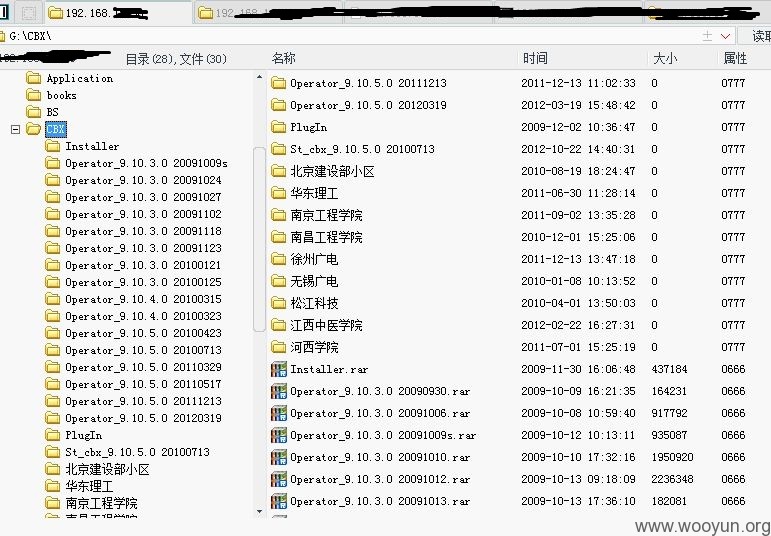 192.168.
192.168.
G:\CBX\
读取
目录(28),文件(30)
名称
时间
大小
属性
Application
books
BS
CBX
Installer
Operator_9.10.3.0 20091009s
Operator_9.10.3.0 20091024
Operator_9.10.3.0 20091027
Operator_9.10.3.0 20091102
Operator_9.10.3.0 20091118
Operator_9.10.3.0 20091123
Operator_9.10.3.0 20100121
Operator_9.10.3.0 20100125
Operator_9.10.4.0 20100315
Operator_9.10.4.0 20100323
Operator_9.10.5.0 20100423
Operator_9.10.5.0 20100713
Operator_9.10.5.0 20110329
Operator_9.10.5.0 20110517
Operator_9.10.5.0 20111213
Operator_9.10.5.0 20120319
PlugIn
St_cbx_9.10.5.0 20100713
北京建设部小区
华东理工
南京工程学院
南昌工程学院
Operator_9.10.5.0 20111213 2011-12-13 11:02:33 0 0777
Operator_9.10.5.0 20120319 2012-03-19 15:48:42 0 0777
PlugIn 2009-12-02 10:36:47 0 0777
St_cbx_9.10.5.0 20100713 2012-10-22 14:40:31 0 0777
北京建设部小区 2010-08-19 18:24:47 0 0777
华东理工 2011-06-30 11:28:14 0 0777
南京工程学院 2011-09-02 13:35:28 0 0777
南昌工程学院 2010-12-01 15:25:06 0 0777
徐州广电 2011-12-13 13:47:18 0 0777
无锡广电 2010-01-08 10:13:52 0 0777
松江科技 2010-04-01 13:50:03 0 0777
江西中医学院 2012-02-22 16:27:31 0 0777
河西学院 2011-07-01 15:25:19 0 0777
Installer.rar 2009-11-30 16:06:48 437184 0666
Operator_9.10.3.0 20090930.rar 2009-10-09 16:21:35 164231 0666
Operator_9.10.3.0 20091006.rar 2009-10-08 10:59:40 917792 0666
Operator_9.10.3.0 20091009s.rar 2009-10-12 10:13:11 935087 0666
Operator_9.10.3.0 20091010.rar 2009-10-10 17:32:16 1950920 0666
Operator_9.10.3.0 20091012.rar 2009-10-13 09:18:09 2236348 0666
Operator_9.10.3.0 20091013.rar 2009-10-13 17:36:10 182081 0666
www.wooyun.org